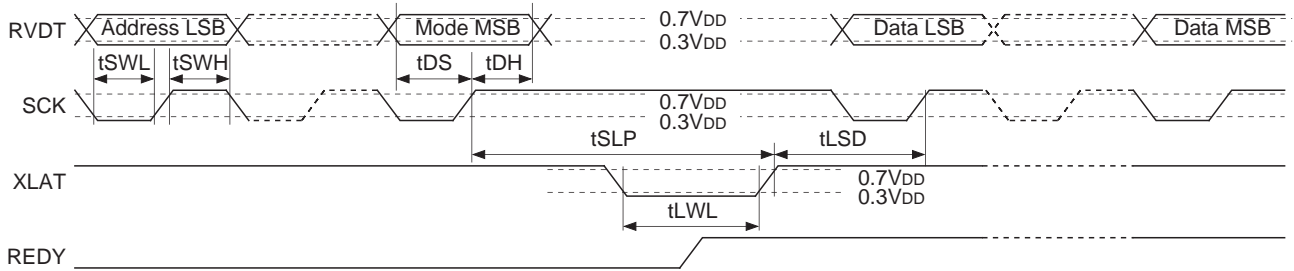 RVDT Address LSB Mode MSB 0.7VDD Data LSB Data MSB
0.3VDD
tSWL tSWH tDS tDH
SCK 0.7VDD
0.3VDD
tSLP tLSD
XLAT 0.7VDD
0.3VDD
tLWL
REDY